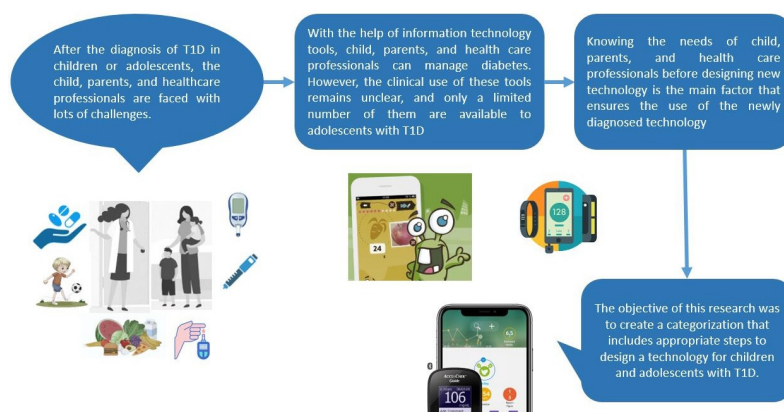 After the diagnosis of T1D in
children or adolescents, the
child, parents, and healthcare
professionals are faced with
lots of challenges.
With the help of information technology
tools, child, parents, and health care
professionals can manage diabetes.
However, the clinical use of these tools
remains unclear, and only a limited
number of them are available to
adolescents with T1D
Knowing the needs of child,
parents, and health care
professionals before designing new
technology is the main factor that
ensures the use of the newly
diagnosed technology
24
128
The objective of this research was
to create a categorization that
includes appropriate steps to
design a technology for children
and adolescents with T1D.
6,5
ACCU-CHEK
Guide
106